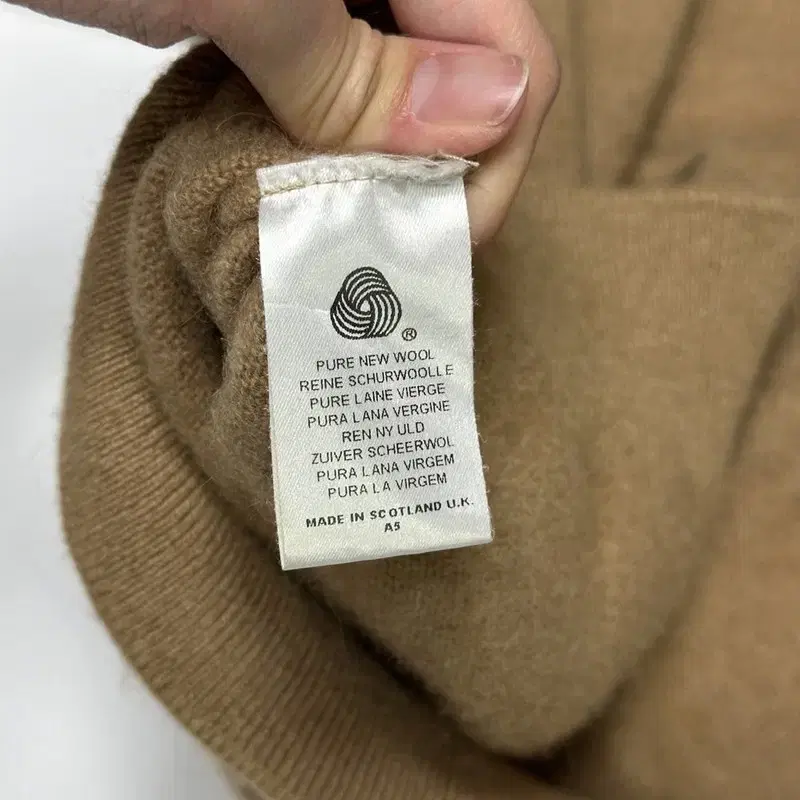 ®
PURE NEW WOOL
REINE SCHURWOLLE
PURE LAINE VIERGE
PURA LANA VERGINE
REN NY ULD
ZUIVER SCHEERWOL
PURA LANA VIRGEM
PURA LA VIRGEM
MADE IN SCOTLAND U.K.
A5